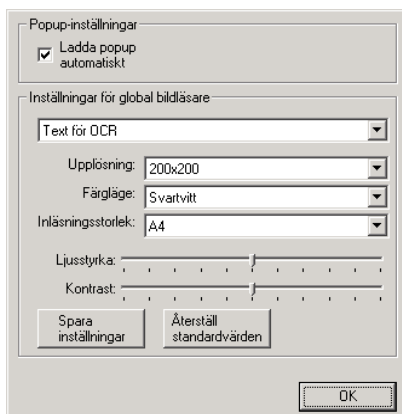 Popup-inställningar
Ladda popup
automatiskt
Inställningar för global bildläsare
Text för OCR
Upplösning: 200x200
Färgläge: Svartvitt
Inläsningsstorlek: A4
Ljusstyrka:
Kontrast:
Spara
inställningar
Återställ
standardvärden
OK